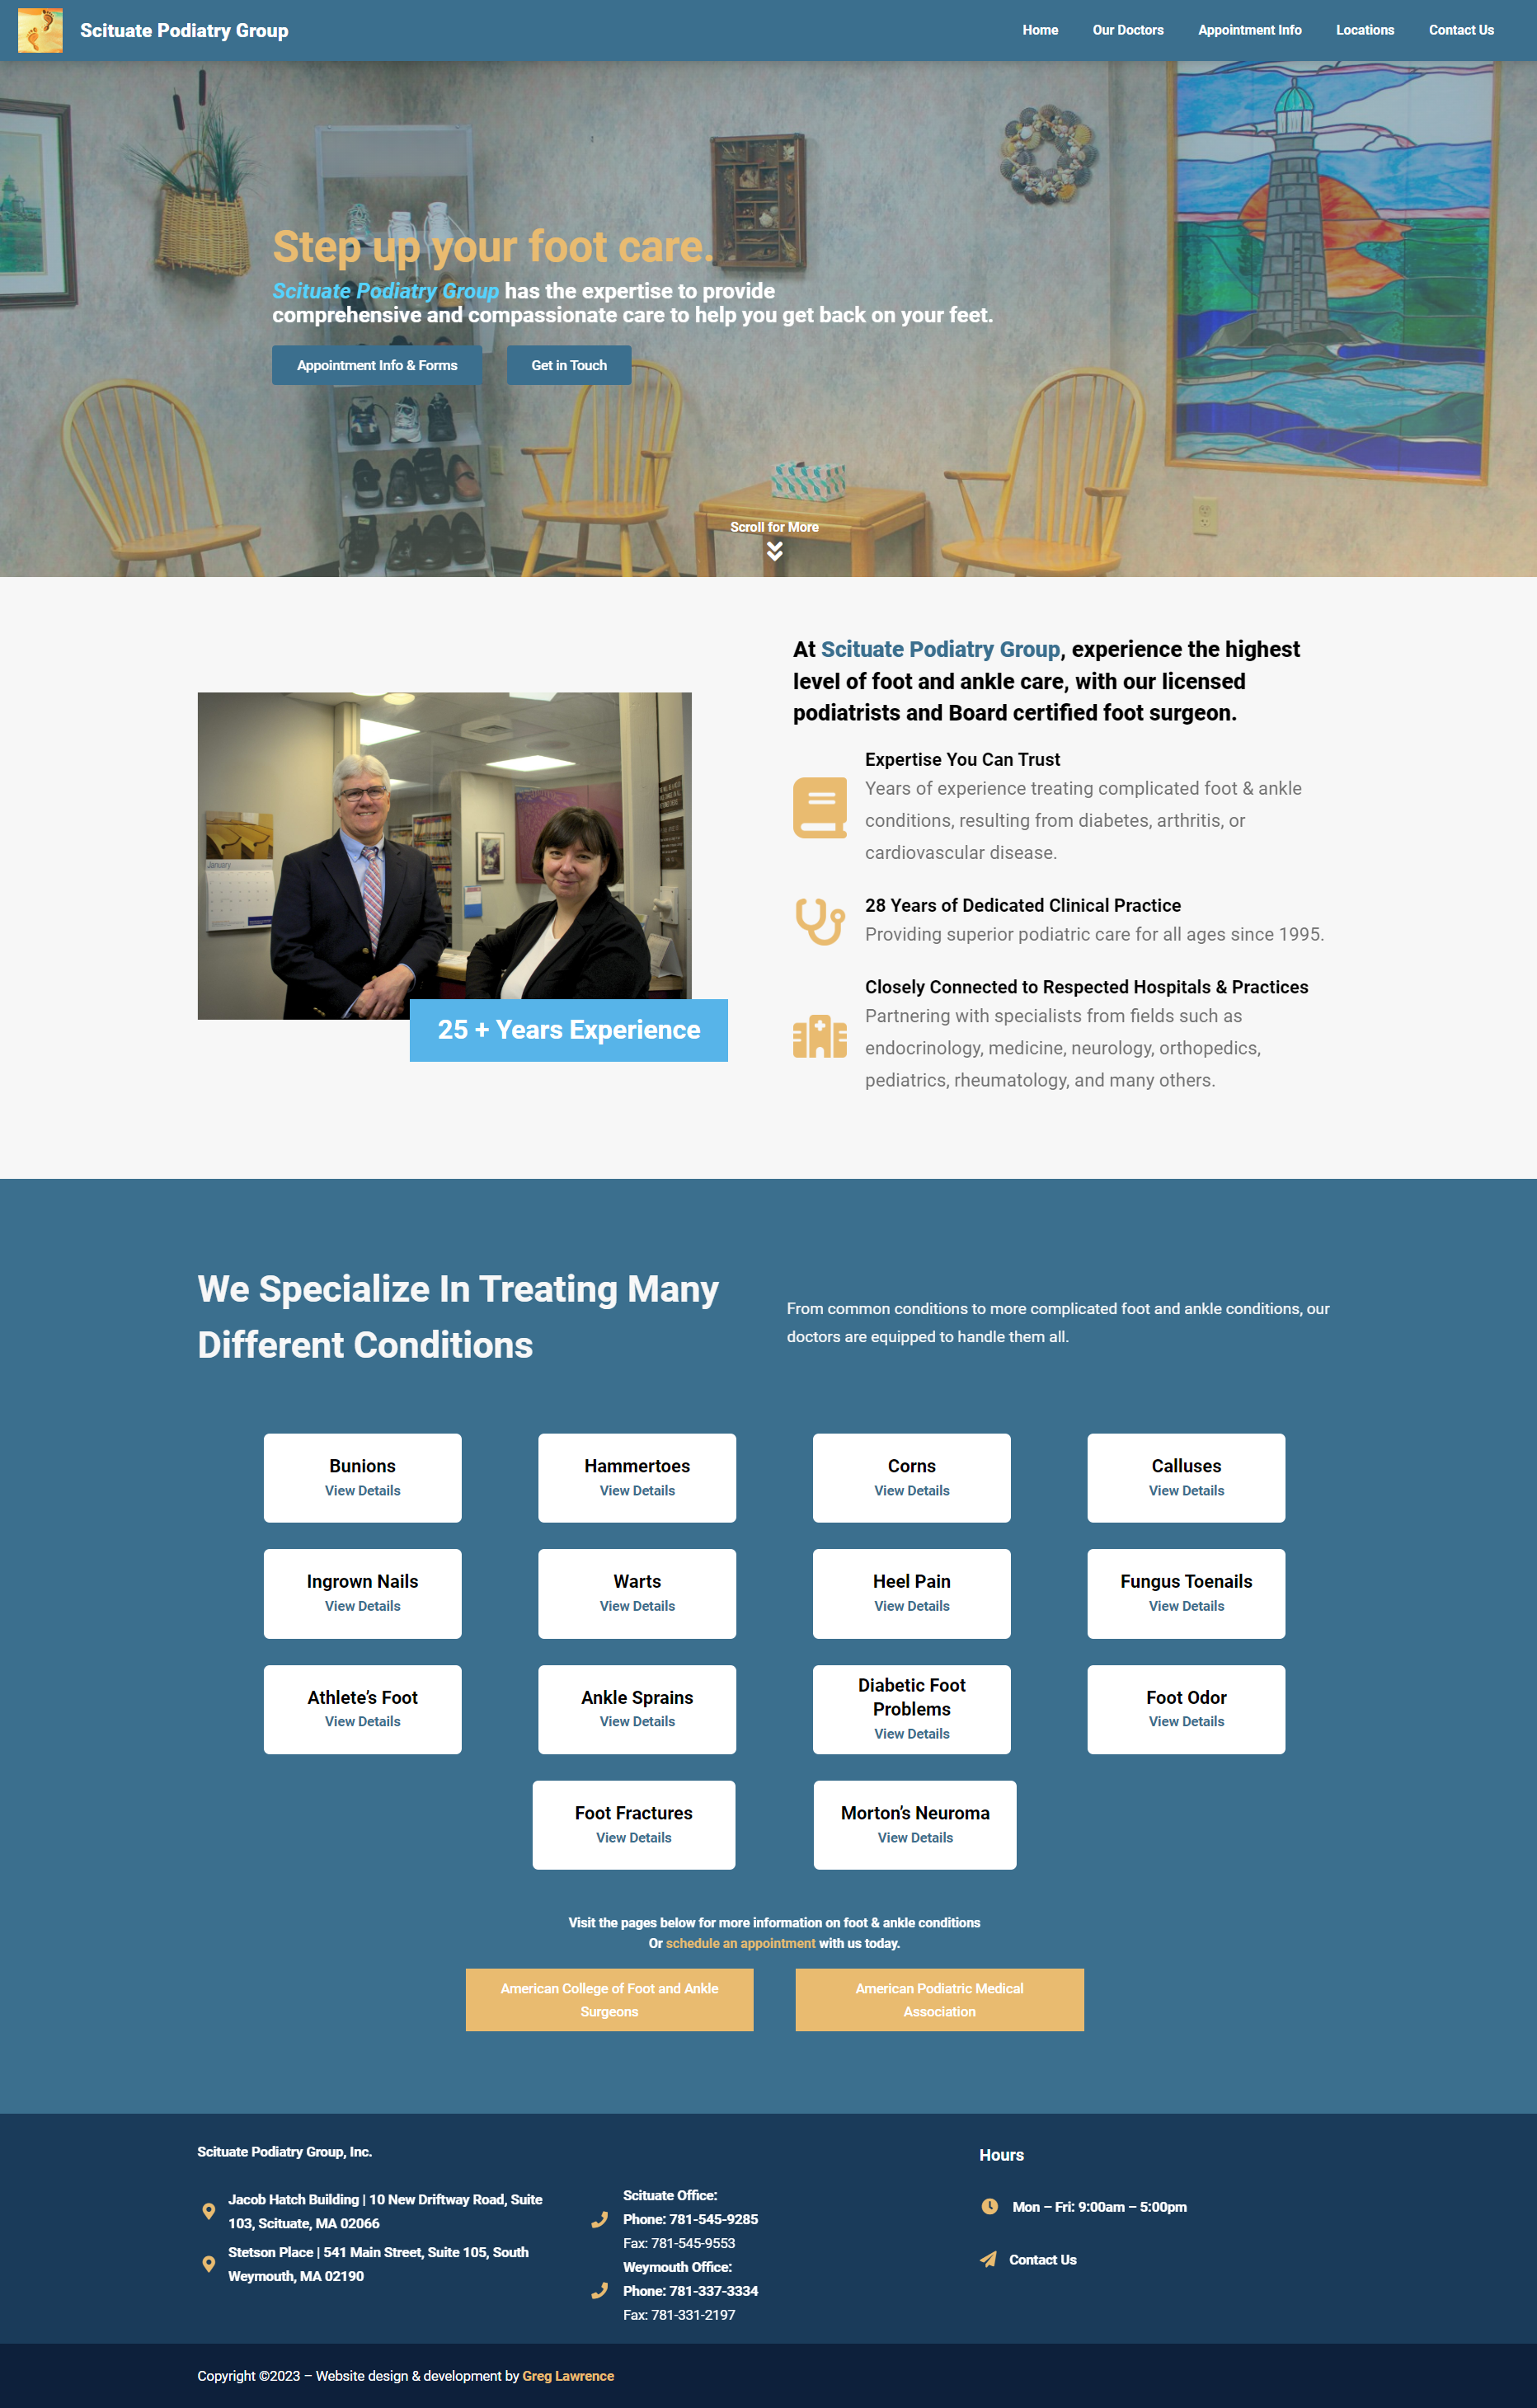 Scituate Podiatry Group
Home
Our Doctors
Appointment Info
Locations
Contact Us
Step up your foot care.
Scituate Podiatry Group has the expertise to provide
comprehensive and compassionate care to help you get back on your feet.
Appointment Info & Forms
Get in Touch
Scroll for More
January
25 + Years Experience
At Scituate Podiatry Group, experience the highest
level of foot and ankle care, with our licensed
podiatrists and Board certified foot surgeon.
Expertise You Can Trust
Years of experience treating complicated foot & ankle
conditions, resulting from diabetes, arthritis, or
cardiovascular disease.
28 Years of Dedicated Clinical Practice
Providing superior podiatric care for all ages since 1995.
Closely Connected to Respected Hospitals & Practices
Partnering with specialists from fields such as
endocrinology, medicine, neurology, orthopedics,
pediatrics, rheumatology, and many others.
We Specialize In Treating Many
Different Conditions
From common conditions to more complicated foot and ankle conditions, our
doctors are equipped to handle them all.
Bunions
View Details
Hammertoes
View Details
Corns
View Details
Calluses
View Details
Ingrown Nails
View Details
Warts
View Details
Heel Pain
View Details
Fungus Toenails
View Details
Athlete’s Foot
View Details
Ankle Sprains
View Details
Diabetic Foot
Problems
View Details
Foot Odor
View Details
Foot Fractures
View Details
Morton’s Neuroma
View Details
Visit the pages below for more information on foot & ankle conditions
Or schedule an appointment with us today.
American College of Foot and Ankle
Surgeons
American Podiatric Medical
Association
Scituate Podiatry Group, Inc.
Jacob Hatch Building | 10 New Driftway Road, Suite
103, Scituate, MA 02066
Stetson Place | 541 Main Street, Suite 105, South
Weymouth, MA 02190
Scituate Office:
Phone: 781-545-9285
Fax: 781-545-9553
Weymouth Office:
Phone: 781-337-3334
Fax: 781-331-2197
Hours
Mon – Fri: 9:00am – 5:00pm
Contact Us
Copyright ©2023 – Website design & development by Greg Lawrence